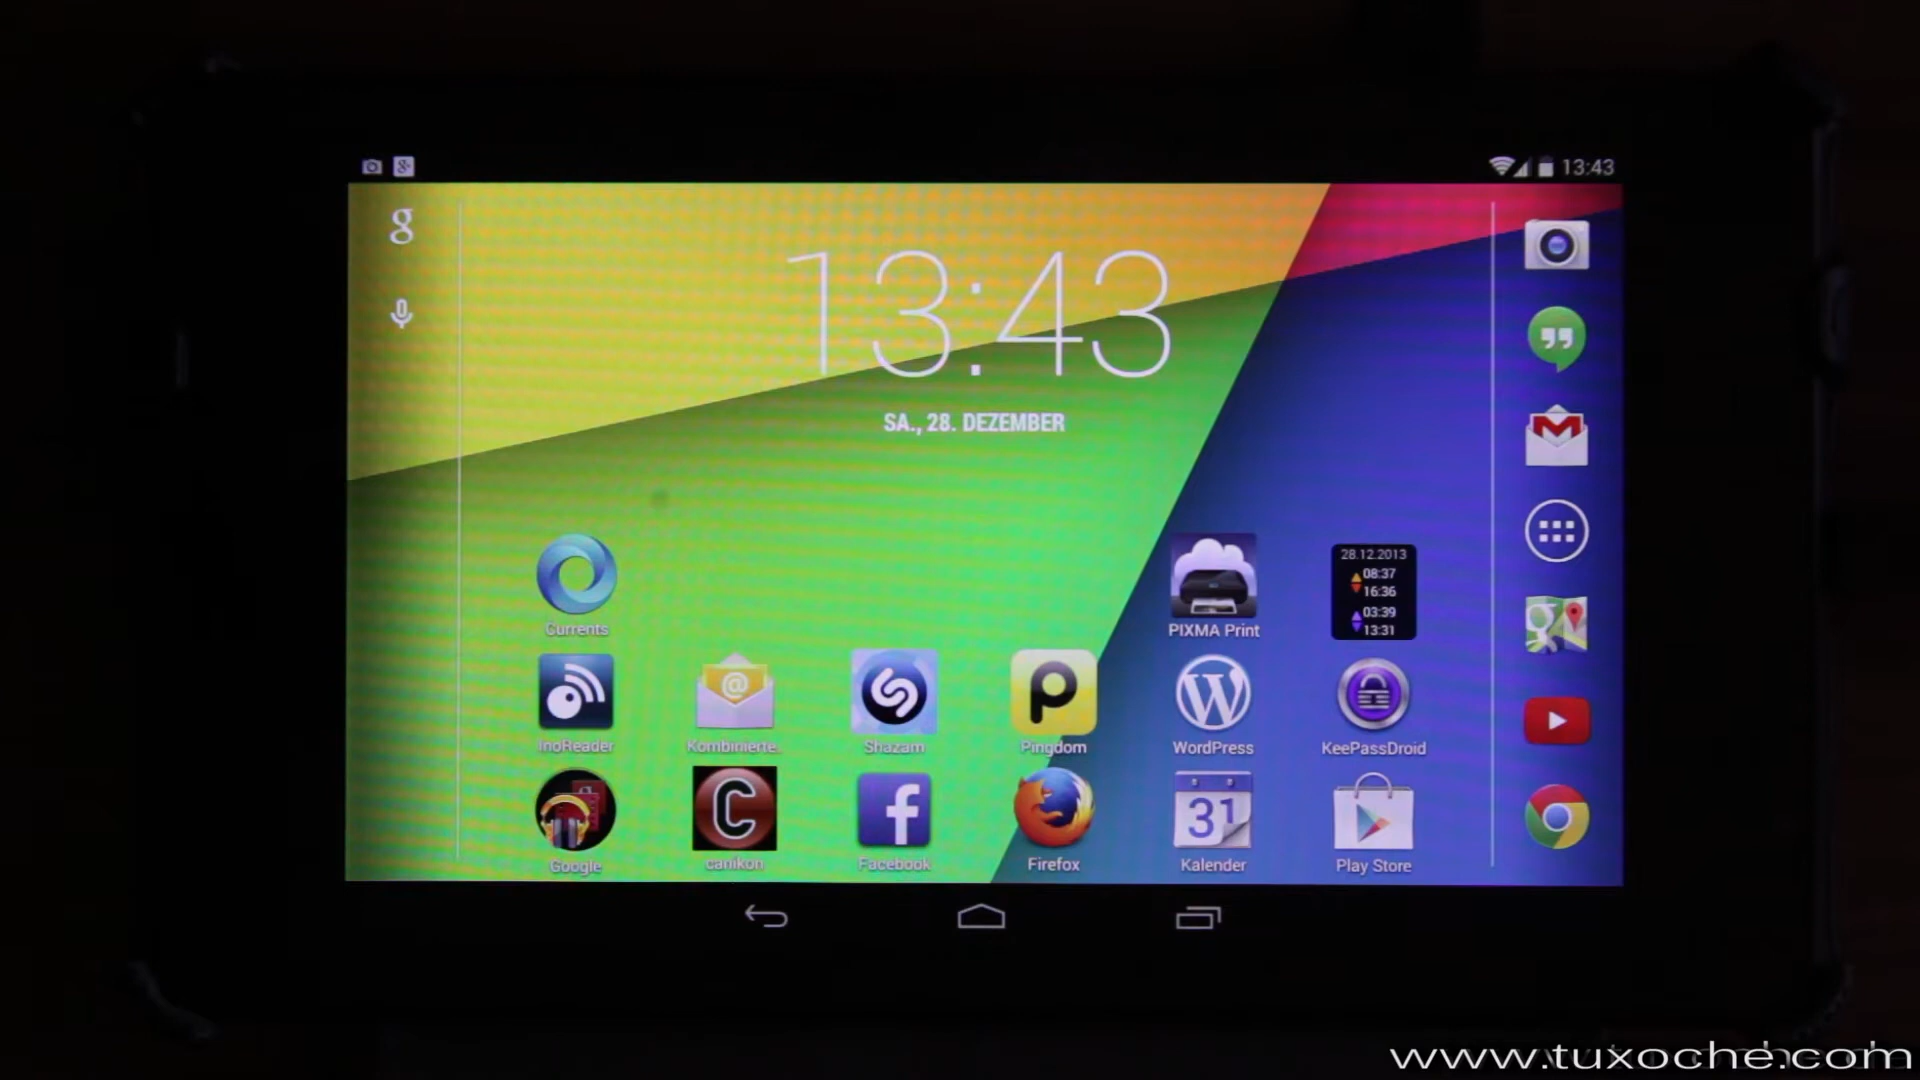 13:43
g
13:43
SA., 28. DEZEMBER
28.12.2013
08:37
16:36
03:39
13:31
Currents
PIXMA Print
InoReader
Kombinierte..
Shazam
Pingdom
WordPress
KeePassDroid
31
Google
canikon
Facebook
Firefox
Kalender
Play Store
www.tuxoche.com